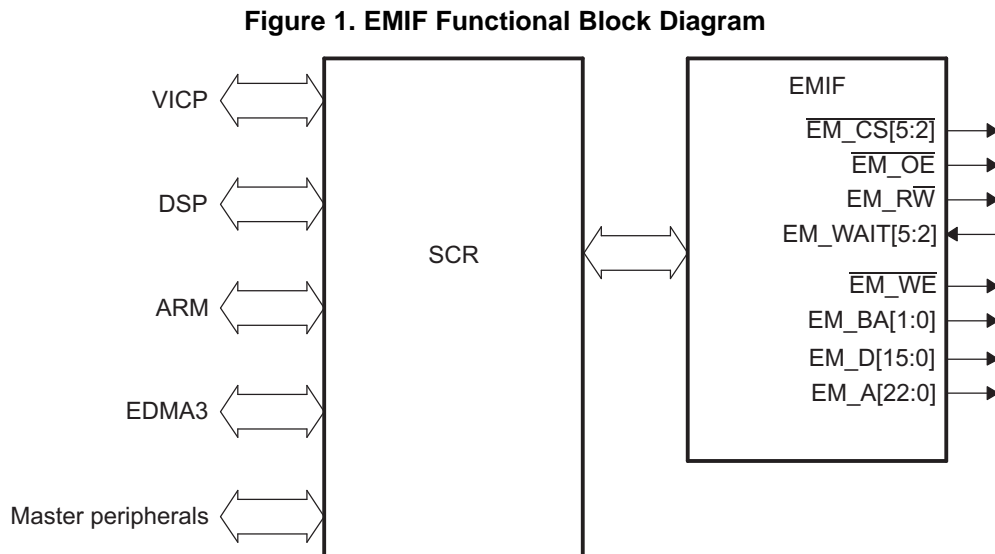 Figure 1. EMIF Functional Block Diagram
VICP
DSP
ARM
EDMA3
Master peripherals
SCR
EMIF
EM_CS[5:2]
EM_OE
EM_RW
EM_WAIT[5:2]
EM_WE
EM_BA[1:0]
EM_D[15:0]
EM_A[22:0]